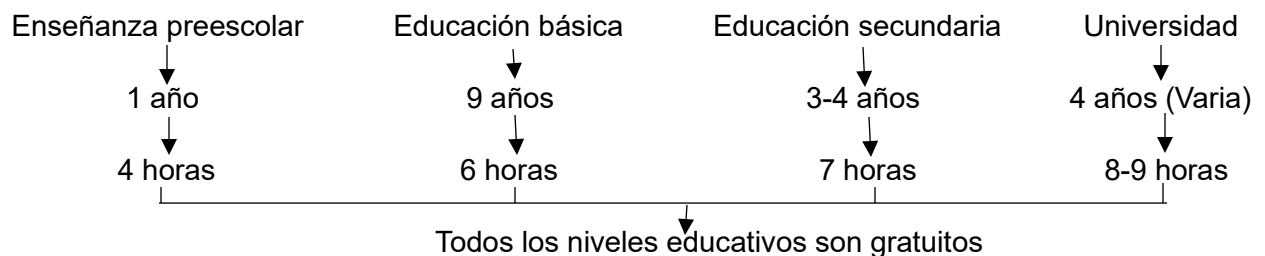 Enseñanza preescolar Educación básica Educación secundaria Universidad
1 año 9 años 3-4 años 4 años (Varia)
4 horas 6 horas 7 horas 8-9 horas
Todos los niveles educativos son gratuitos